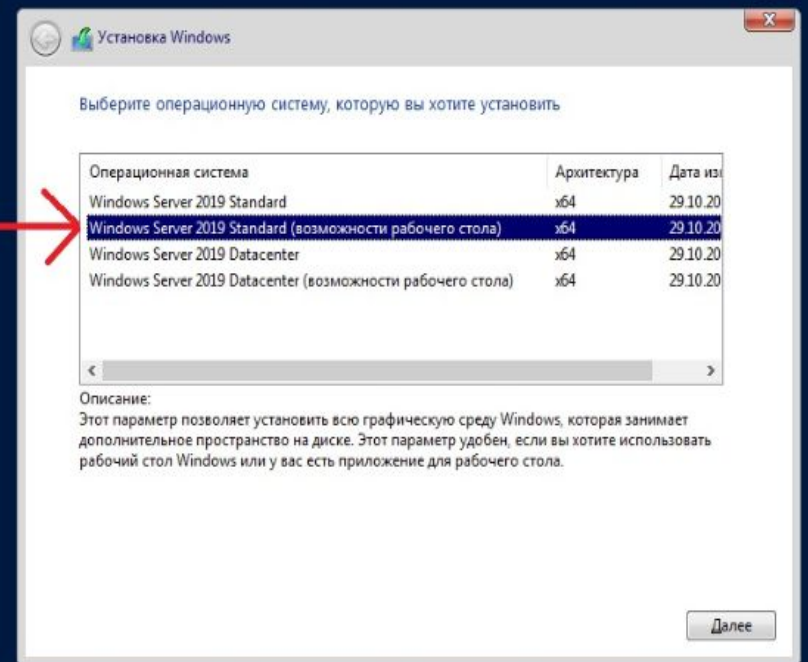 Установка Windows
Выберите операционную систему, которую вы хотите установить
Операционная система Архитектура Дата изм
Windows Server 2019 Standard x64 29.10.20
Windows Server 2019 Standard (возможности рабочего стола) x64 29.10.20
Windows Server 2019 Datacenter x64 29.10.20
Windows Server 2019 Datacenter (возможности рабочего стола) x64 29.10.20
Описание:
Этот параметр позволяет установить всю графическую среду Windows, которая занимает
дополнительное пространство на диске. Этот параметр удобен, если вы хотите использовать
рабочий стол Windows или у вас есть приложение для рабочего стола.
Далее